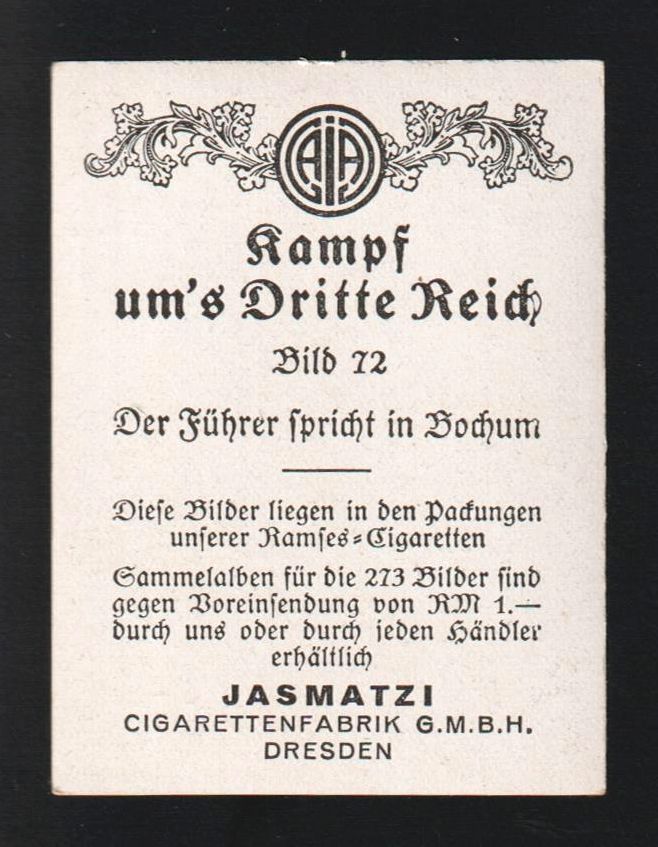 AJA
Kampf
um's Dritte Reich
Bild 72
Der Führer spricht in Bochum
Diese Bilder liegen in den Packungen
unserer Ramses-Cigaretten
Sammelalben für die 273 Bilder sind
gegen Voreinsendung von RM 1.—
durch uns oder durch jeden Händler
erhältlich
JASMATZI
CIGARETTENFABRIK G.M.B.H.
DRESDEN